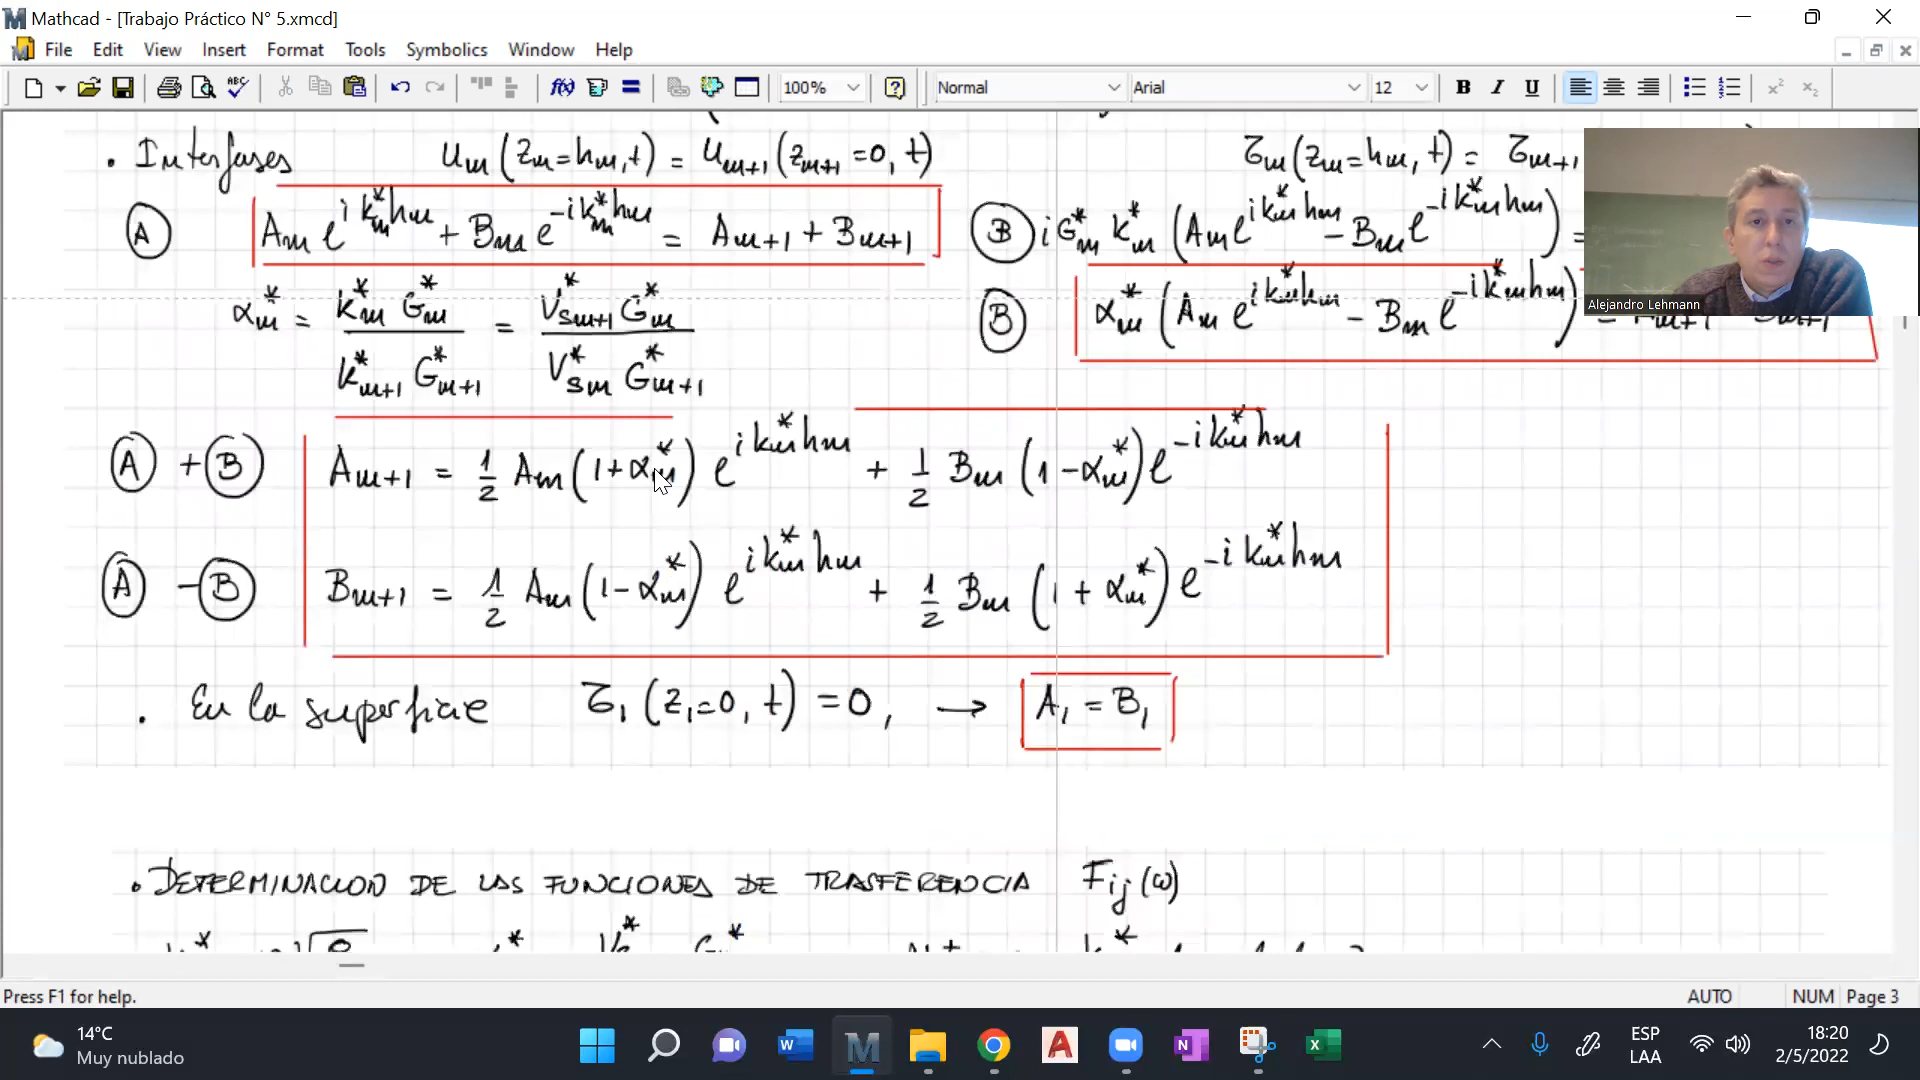 Mathcad - [Trabajo Práctico N° 5.xmcd]
File Edit View Insert Format Tools Symbolics Window Help
100% Normal Arial 12 B I U
. Interfases u_m (z_m = h_m, t) = u_{m+1} (z_{m+1} = 0, t) τ_m (z_m = h_m, t) = τ_{m+1}
Ⓐ A_m e^{i k*_m h_m} + B_m e^{-i k*_m h_m} = A_{m+1} + B_{m+1} Ⓑ i G*_m k*_m (A_m e^{i k*_m h_m} - B_m e^{-i k*_m h_m}) =
α*_m = k*_m G*_m / k*_{m+1} G*_{m+1} = V*_{sm+1} G*_m / V*_{sm} G*_{m+1} Ⓑ α*_m (A_m e^{i k*_m h_m} - B_m e^{-i k*_m h_m}) =
Alejandro Lehmann
Ⓐ + Ⓑ A_{m+1} = 1/2 A_m (1 + α*_m) e^{i k*_m h_m} + 1/2 B_m (1 - α*_m) e^{-i k*_m h_m}
Ⓐ - Ⓑ B_{m+1} = 1/2 A_m (1 - α*_m) e^{i k*_m h_m} + 1/2 B_m (1 + α*_m) e^{-i k*_m h_m}
. En la superficie τ_1 (z_1 = 0, t) = 0, → A_1 = B_1
. DETERMINACION DE LAS FUNCIONES DE TRASFERENCIA F_{ij} (ω)
Press F1 for help. AUTO NUM Page 3
14°C
Muy nublado
ESP
LAA
18:20
2/5/2022